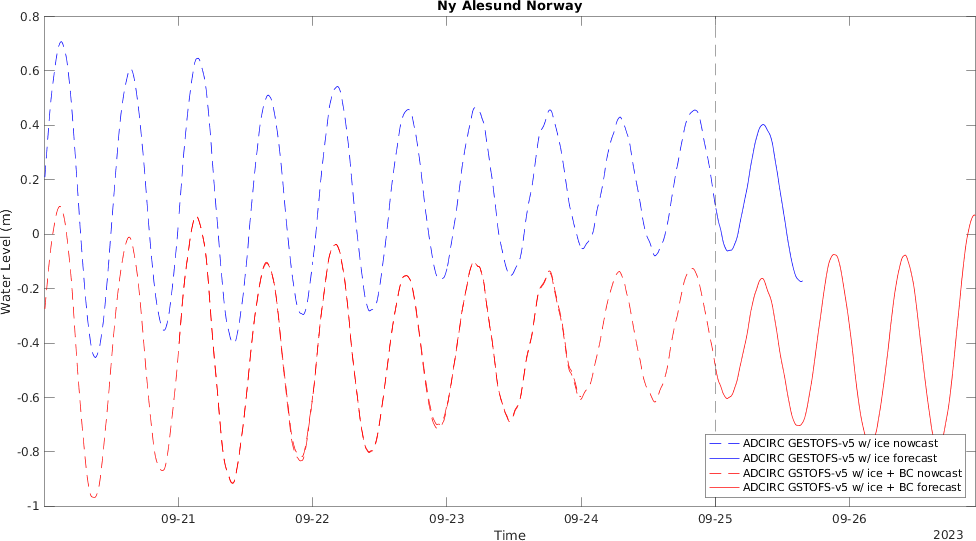 Ny Alesund Norway
0.8
0.6
0.4
0.2
0
-0.2
-0.4
-0.6
-0.8
-1
Water Level (m)
09-21
09-22
09-23
09-24
09-25
09-26
Time
2023
ADCIRC GESTOFS-v5 w/ ice nowcast
ADCIRC GESTOFS-v5 w/ ice forecast
ADCIRC GSTOFS-v5 w/ ice + BC nowcast
ADCIRC GSTOFS-v5 w/ ice + BC forecast